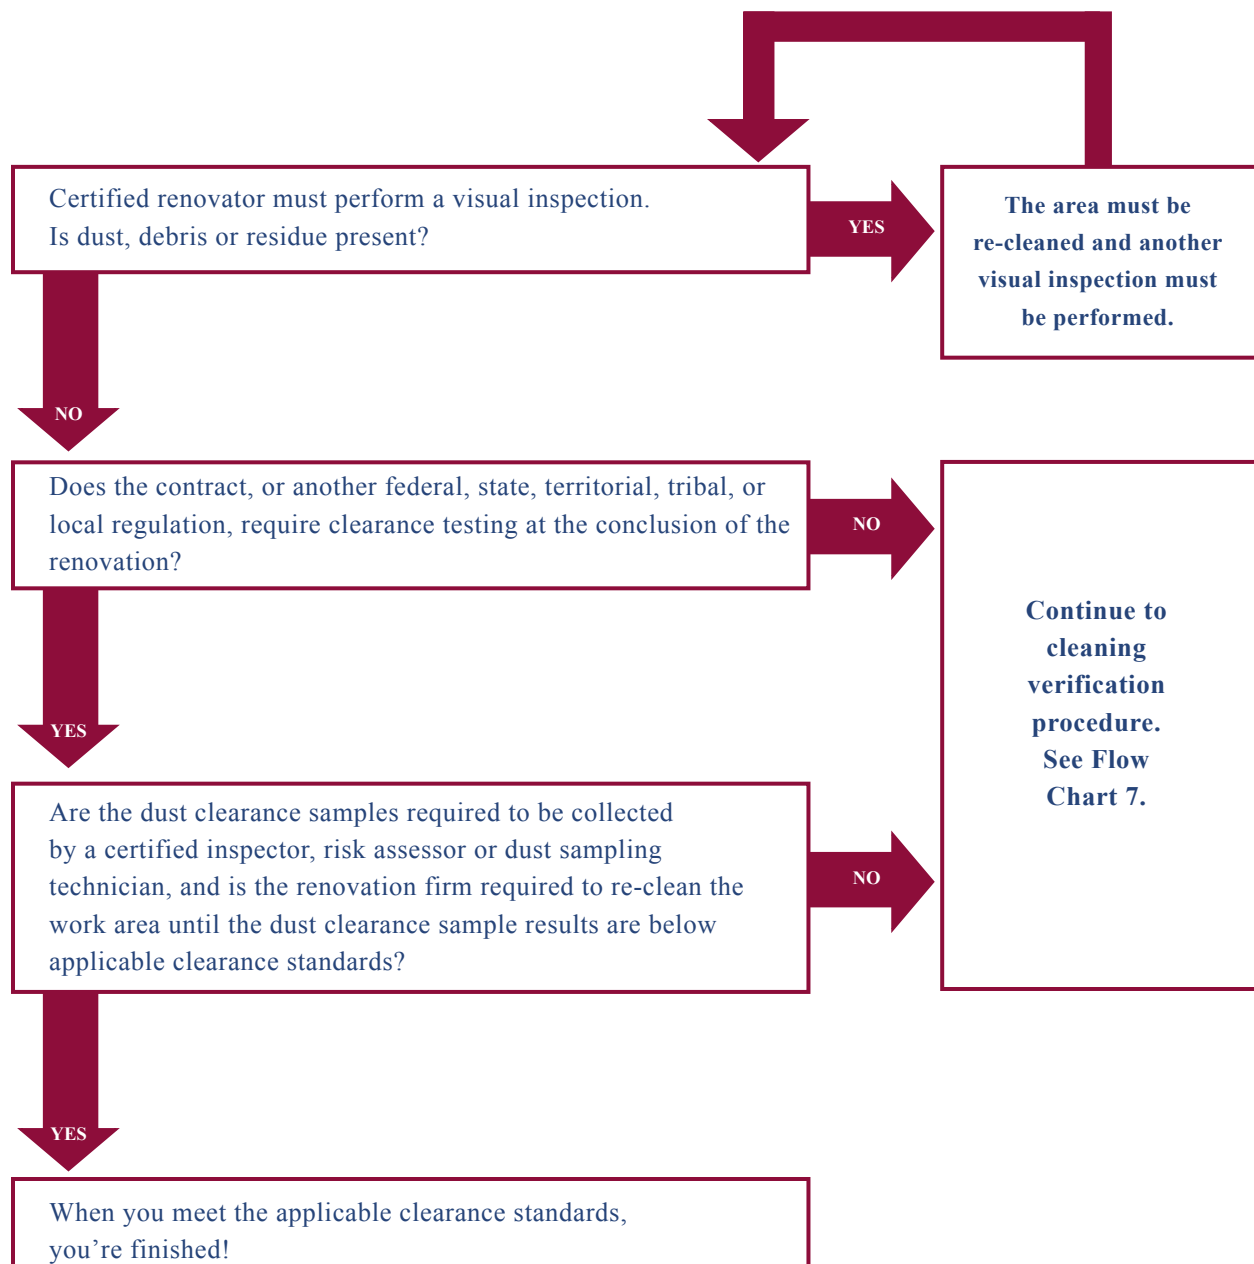 Certified renovator must perform a visual inspection.
Is dust, debris or residue present?
YES
The area must be
re-cleaned and another
visual inspection must
be performed.
NO
Does the contract, or another federal, state, territorial, tribal, or
local regulation, require clearance testing at the conclusion of the
renovation?
NO
Continue to
cleaning
verification
procedure.
See Flow
Chart 7.
YES
Are the dust clearance samples required to be collected
by a certified inspector, risk assessor or dust sampling
technician, and is the renovation firm required to re-clean the
work area until the dust clearance sample results are below
applicable clearance standards?
NO
YES
When you meet the applicable clearance standards,
you’re finished!